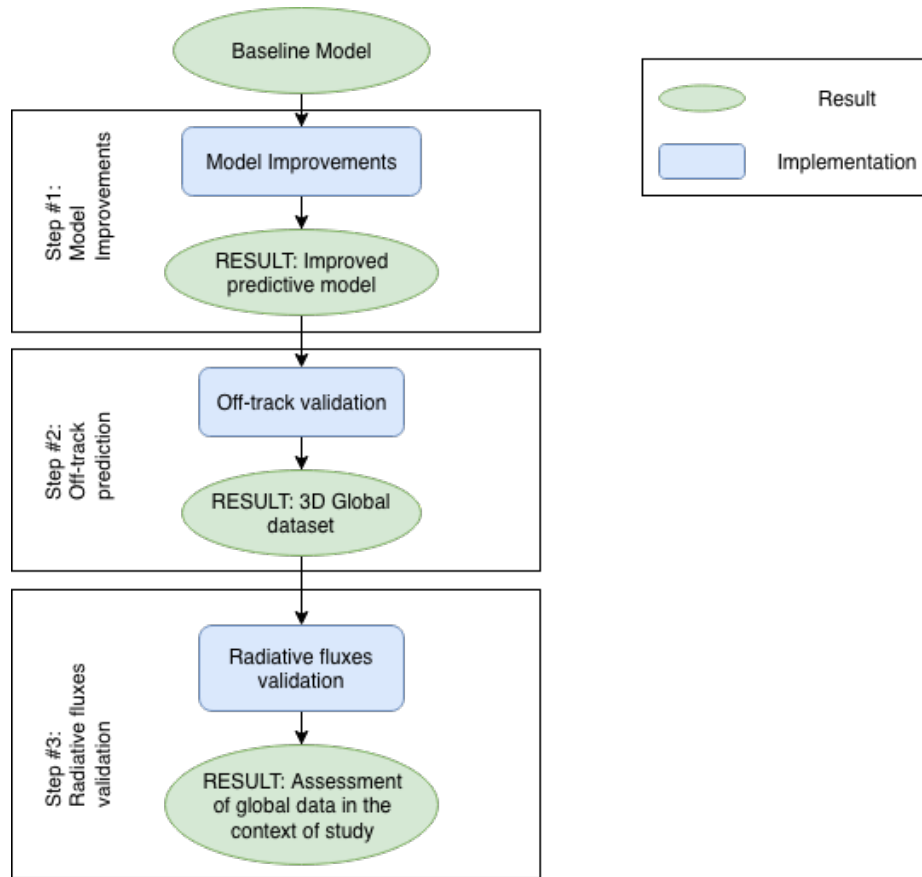 Baseline Model
Result
Implementation
Step #1:
Model
Improvements
Model Improvements
RESULT: Improved
predictive model
Step #2:
Off-track
prediction
Off-track validation
RESULT: 3D Global
dataset
Step #3:
Radiative fluxes
validation
Radiative fluxes
validation
RESULT: Assessment
of global data in the
context of study